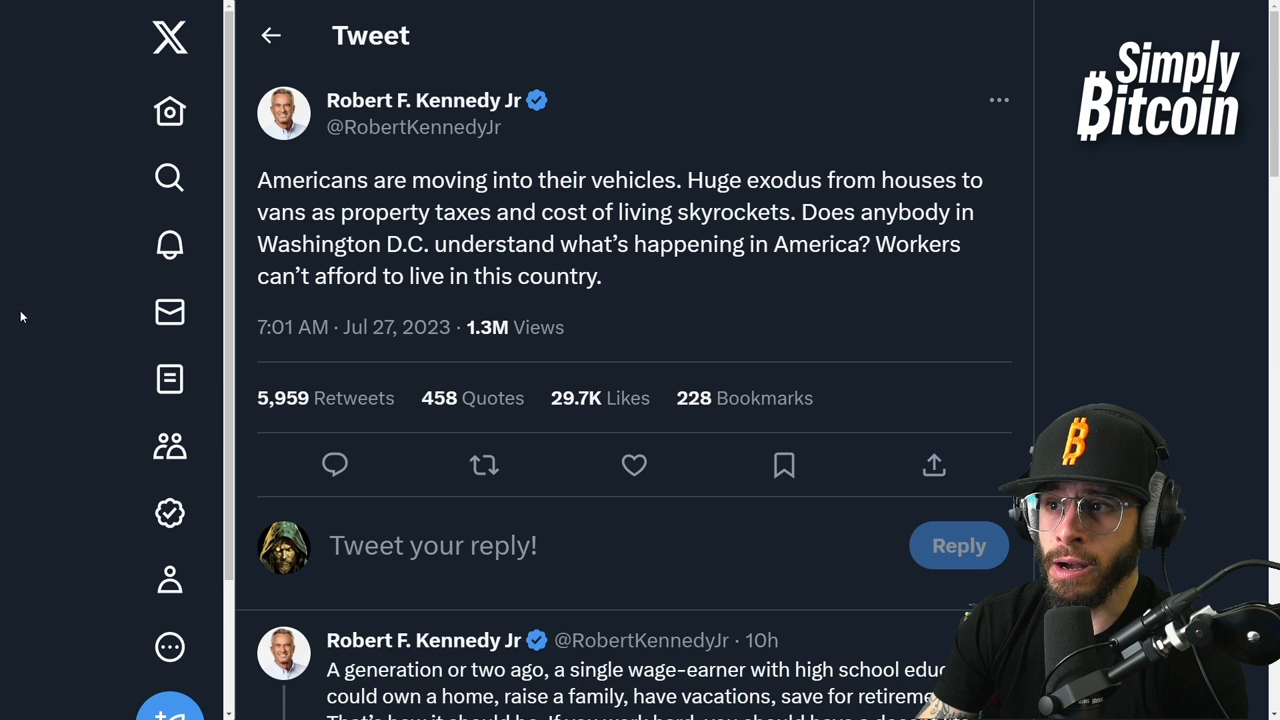 Tweet
Simply
Bitcoin
Robert F. Kennedy Jr
@RobertKennedyJr
Americans are moving into their vehicles. Huge exodus from houses to
vans as property taxes and cost of living skyrockets. Does anybody in
Washington D.C. understand what’s happening in America? Workers
can’t afford to live in this country.
7:01 AM · Jul 27, 2023 · 1.3M Views
5,959 Retweets 458 Quotes 29.7K Likes 228 Bookmarks
Tweet your reply!
Reply
Robert F. Kennedy Jr @RobertKennedyJr · 10h
A generation or two ago, a single wage-earner with high school
could own a home, raise a family, have vacations, save for